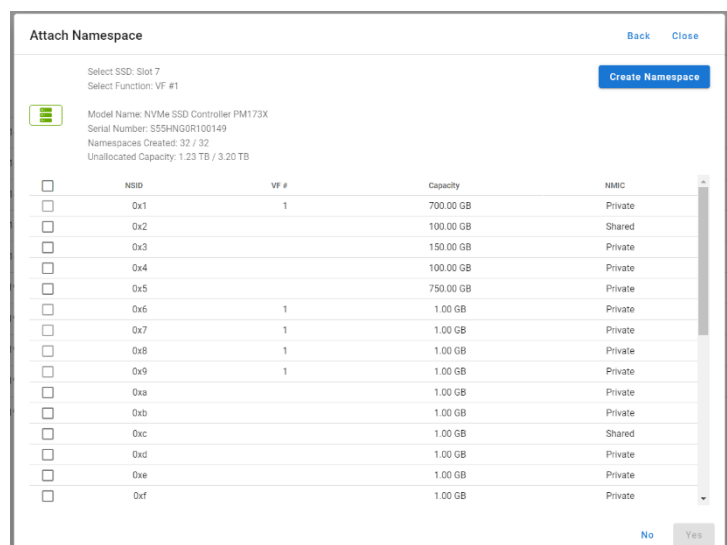 Attach Namespace Back Close
Select SSD: Slot 7
Select Function: VF #1
Create Namespace
Model Name: NVMe SSD Controller PM173X
Serial Number: S55HNG0R100149
Namespaces Created: 32 / 32
Unallocated Capacity: 1.23 TB / 3.20 TB
NSID VF # Capacity NMIC
0x1 1 700.00 GB Private
0x2 100.00 GB Shared
0x3 150.00 GB Private
0x4 100.00 GB Private
0x5 750.00 GB Private
0x6 1 1.00 GB Private
0x7 1 1.00 GB Private
0x8 1 1.00 GB Private
0x9 1 1.00 GB Private
0xa 1.00 GB Private
0xb 1.00 GB Private
0xc 1.00 GB Shared
0xd 1.00 GB Private
0xe 1.00 GB Private
0xf 1.00 GB Private
No Yes